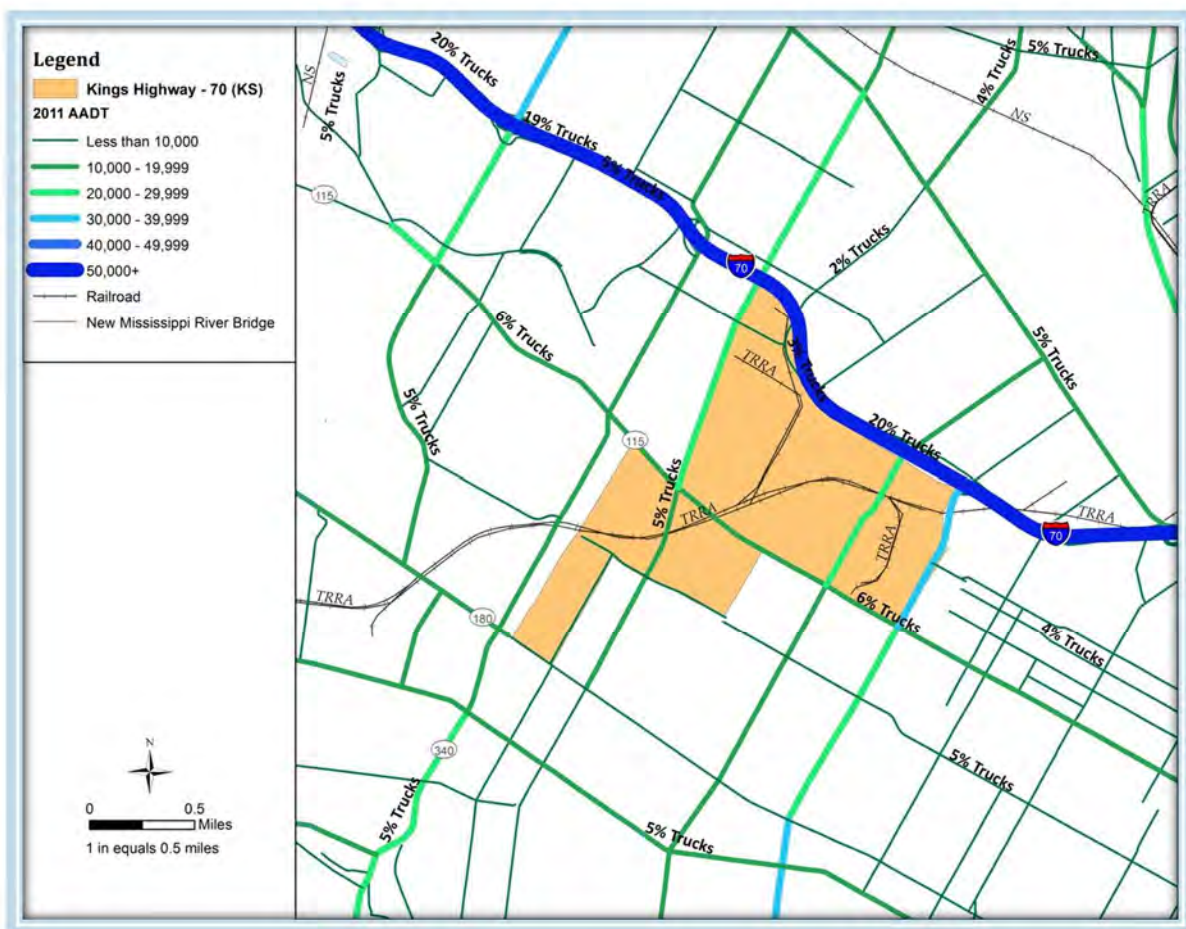 Legend
Kings Highway - 70 (KS)
2011 AADT
Less than 10,000
10,000 - 19,999
20,000 - 29,999
30,000 - 39,999
40,000 - 49,999
50,000+
Railroad
New Mississippi River Bridge
N
0 0.5
Miles
1 in equals 0.5 miles
20% Trucks
NS
5% Trucks
19% Trucks
5% Trucks
5% Trucks
4% Trucks
NS
TRRA
115
70
2% Trucks
6% Trucks
5% Trucks
TRRA
3% Trucks
5% Trucks
20% Trucks
115
5% Trucks
TRRA
TRRA
70
TRRA
TRRA
180
6% Trucks
4% Trucks
340
5% Trucks
5% Trucks
5% Trucks